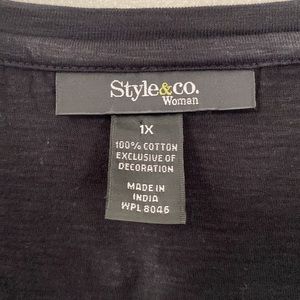 Style&co.
Woman
1X
100% COTTON
EXCLUSIVE OF
DECORATION
MADE IN
INDIA
WPL 8046